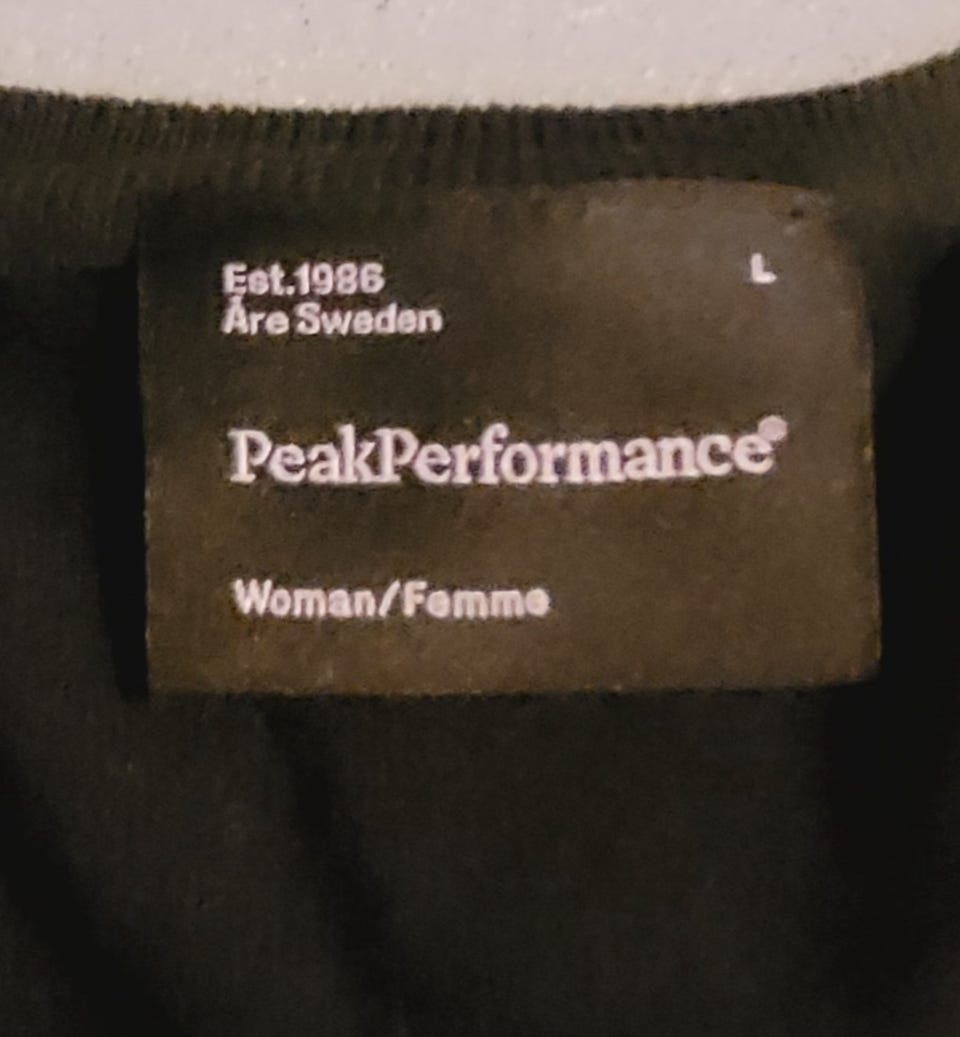 Est.1986
Åre Sweden
L
PeakPerformance®
Woman/Femme